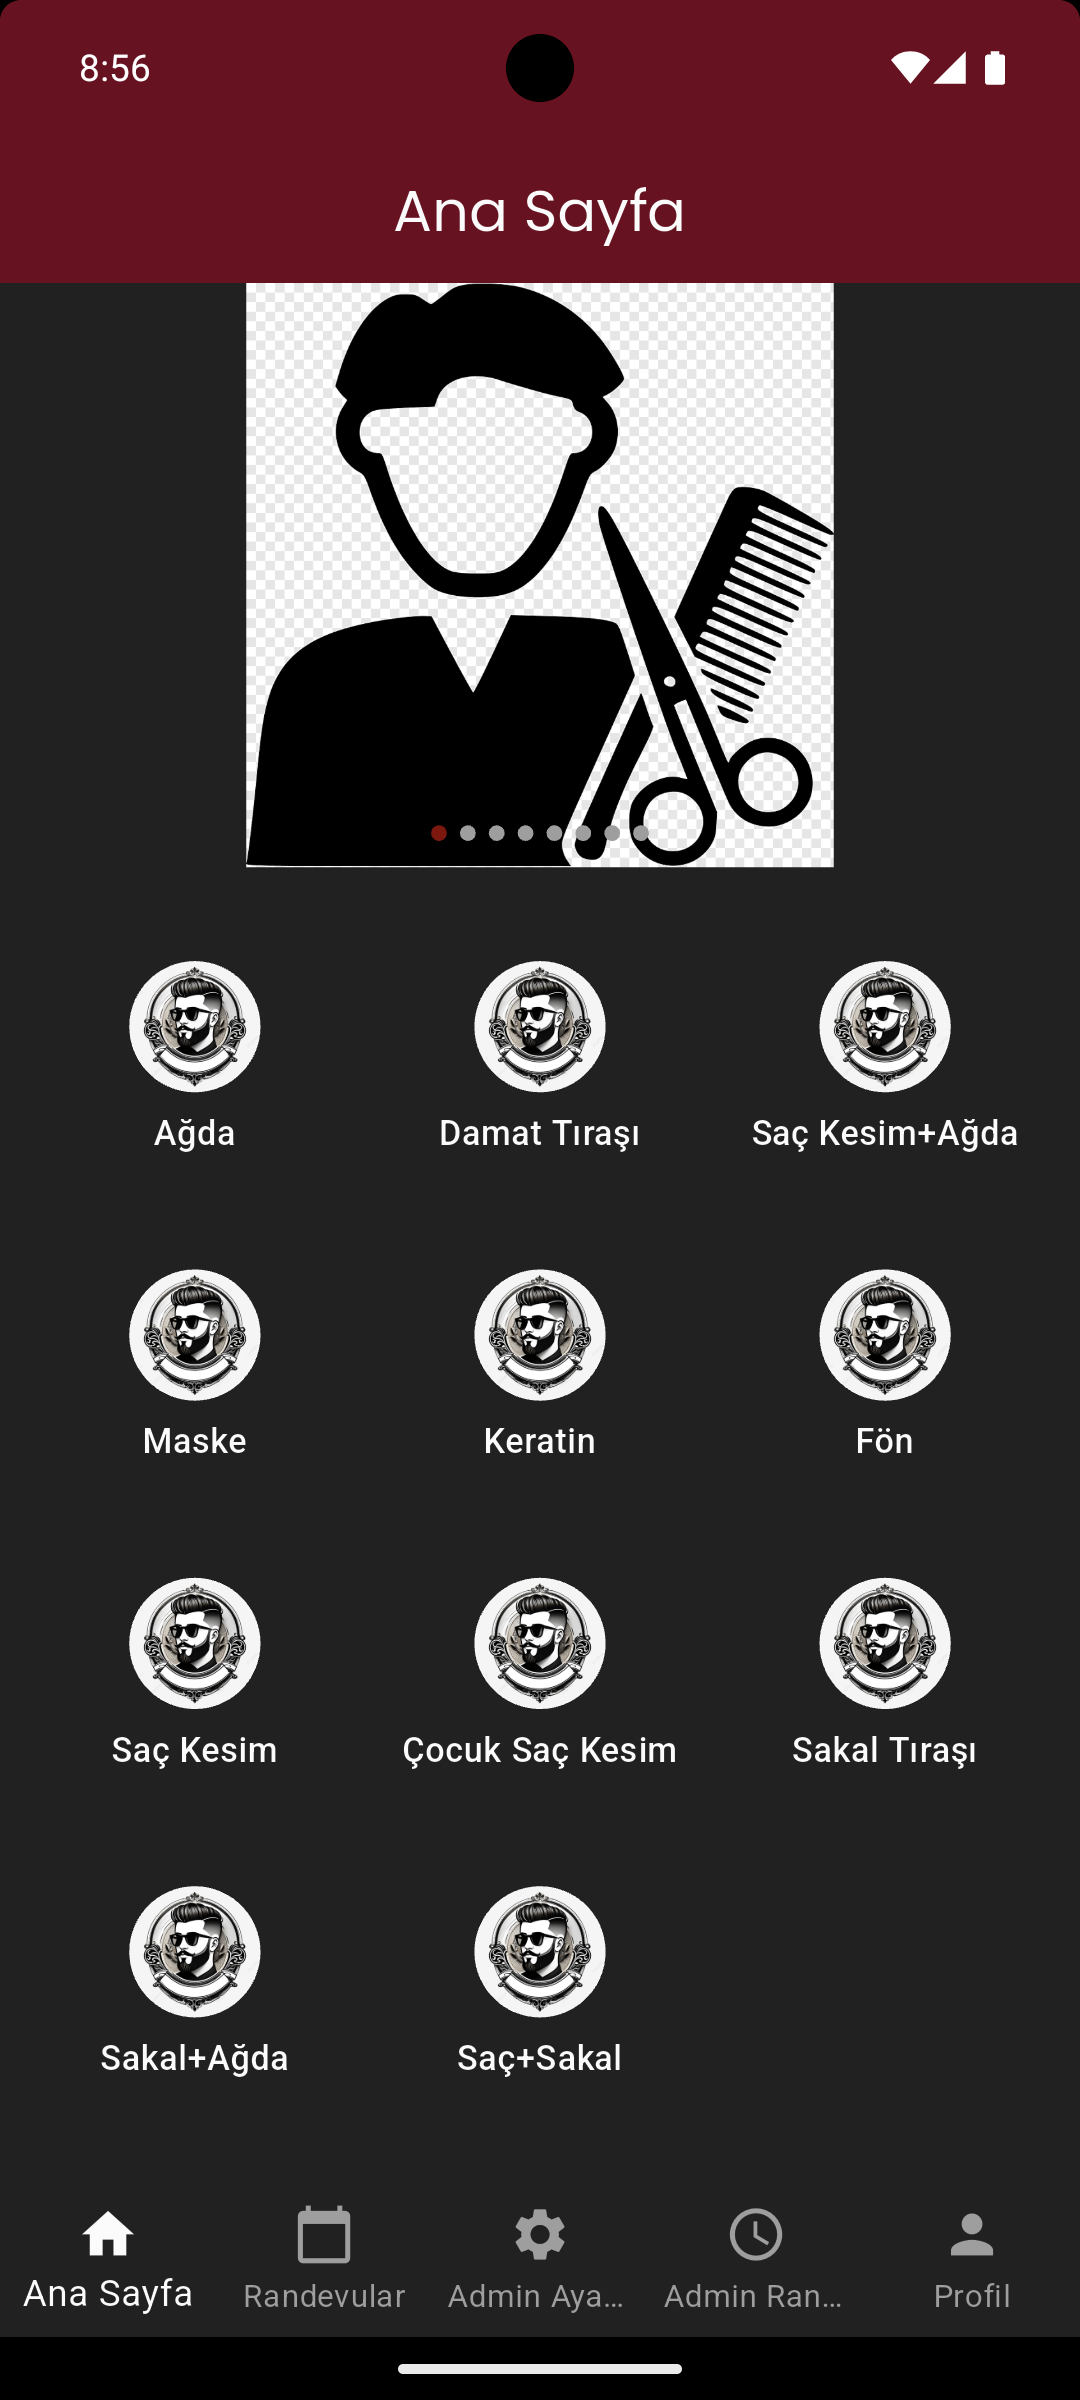 8:56
Ana Sayfa
Ağda
Damat Tıraşı
Saç Kesim+Ağda
Maske
Keratin
Fön
Saç Kesim
Çocuk Saç Kesim
Sakal Tıraşı
Sakal+Ağda
Saç+Sakal
Ana Sayfa
Randevular
Admin Aya...
Admin Ran...
Profil